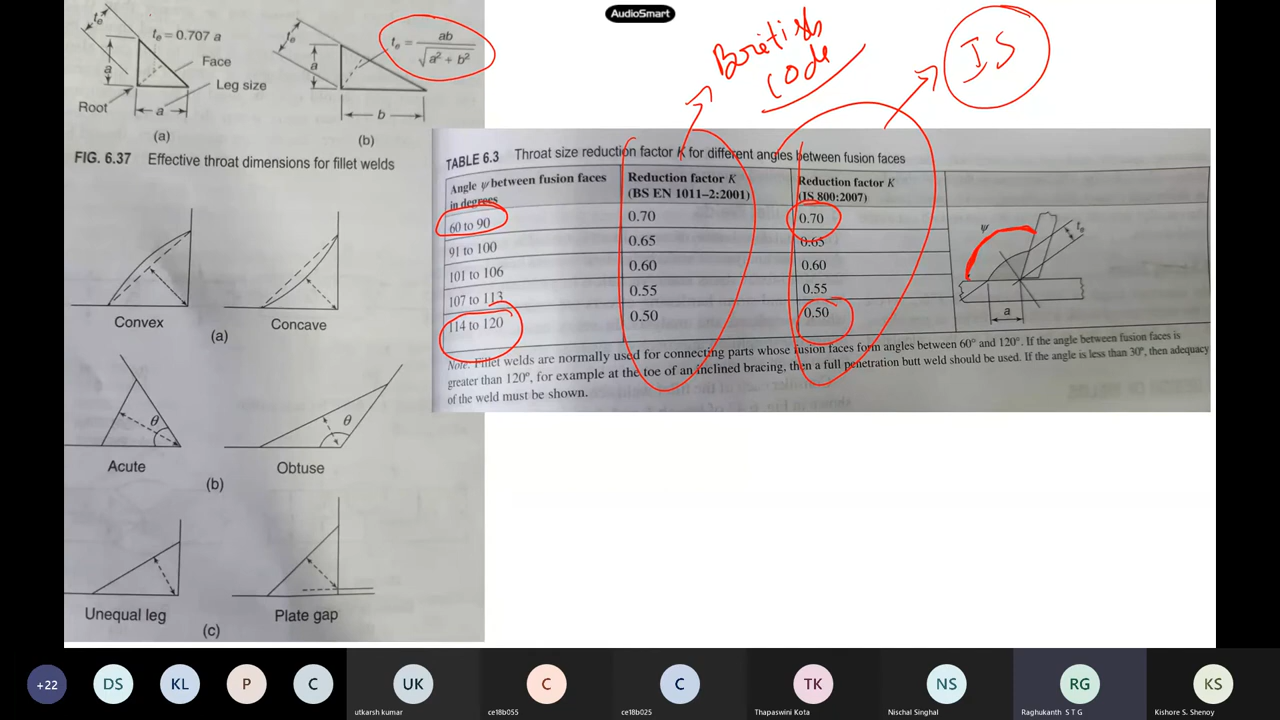 AudioSmart
British
code
IS
te
te = 0.707 a
a
Face
Leg size
Root
a
(a)
te
te = ab / √a² + b²
a
b
(b)
FIG. 6.37 Effective throat dimensions for fillet welds
Convex
Concave
(a)
θ
θ
Acute
Obtuse
(b)
Unequal leg
Plate gap
(c)
TABLE 6.3 Throat size reduction factor K for different angles between fusion faces
Angle ψ between fusion faces
in degrees
Reduction factor K
(BS EN 1011–2:2001)
Reduction factor K
(IS 800:2007)
60 to 90 0.70 0.70
91 to 100 0.65 0.65
101 to 106 0.60 0.60
107 to 113 0.55 0.55
114 to 120 0.50 0.50
ψ
te
a
Note: Fillet welds are normally used for connecting parts whose fusion faces form angles between 60° and 120°. If the angle between fusion faces is
greater than 120°, for example at the toe of an inclined bracing, then a full penetration butt weld should be used. If the angle is less than 30°, then adequacy
of the weld must be shown.
+22
DS
KL
P
C
UK
utkarsh kumar
C
ce18b055
C
ce18b025
TK
Thapaswini Kota
NS
Nischal Singhal
RG
Raghukanth S T G
KS
Kishore S. Shenoy